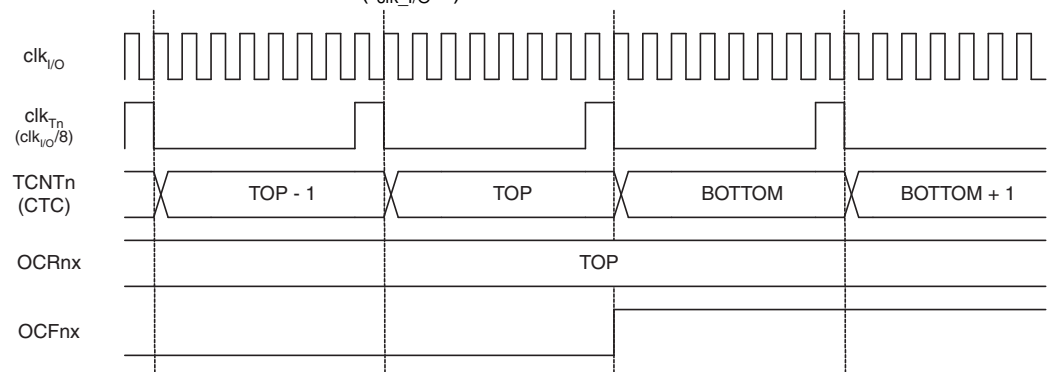 clkI/O
clkTn
(clkI/O/8)
TCNTn
(CTC)
TOP - 1
TOP
BOTTOM
BOTTOM + 1
OCRnx
TOP
OCFnx